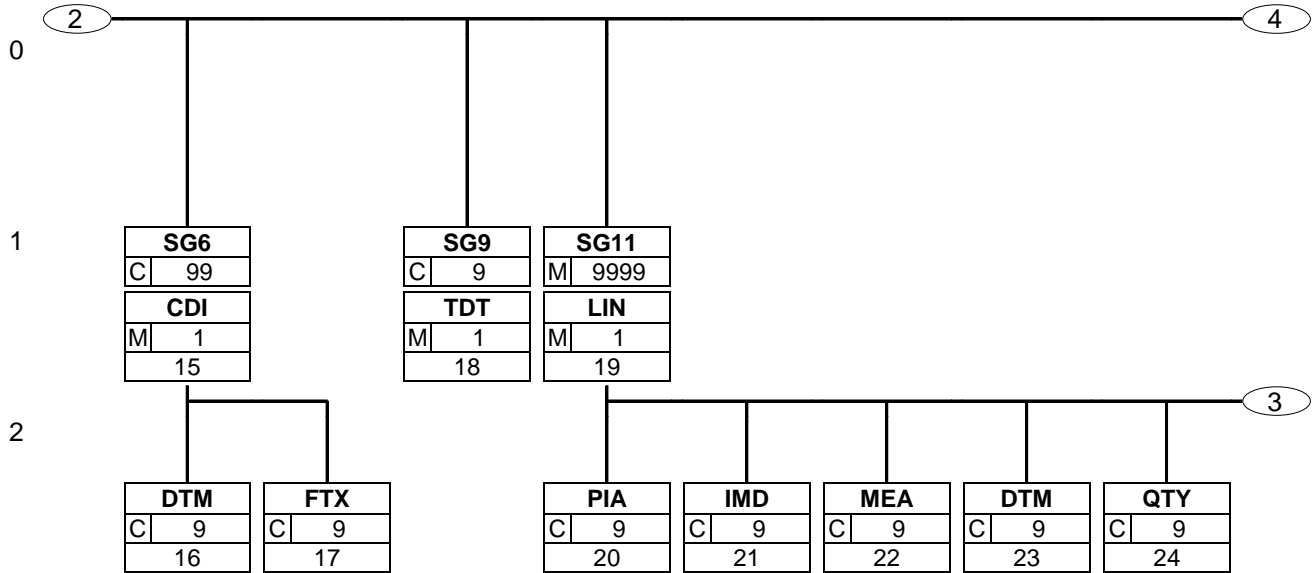 2
4
0
1
SG6
C 99
SG9
C 9
SG11
M 9999
CDI
M 1
15
TDT
M 1
18
LIN
M 1
19
3
2
DTM
C 9
16
FTX
C 9
17
PIA
C 9
20
IMD
C 9
21
MEA
C 9
22
DTM
C 9
23
QTY
C 9
24